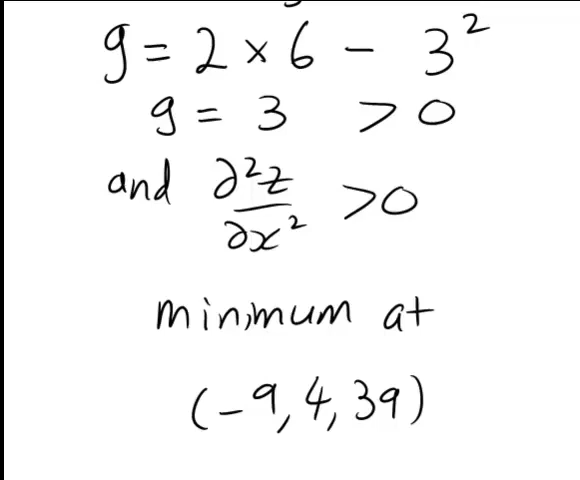 g = 2 × 6 - 3²
g = 3 > 0
and ∂²z/∂x² > 0
minimum at
(-9, 4, 39)